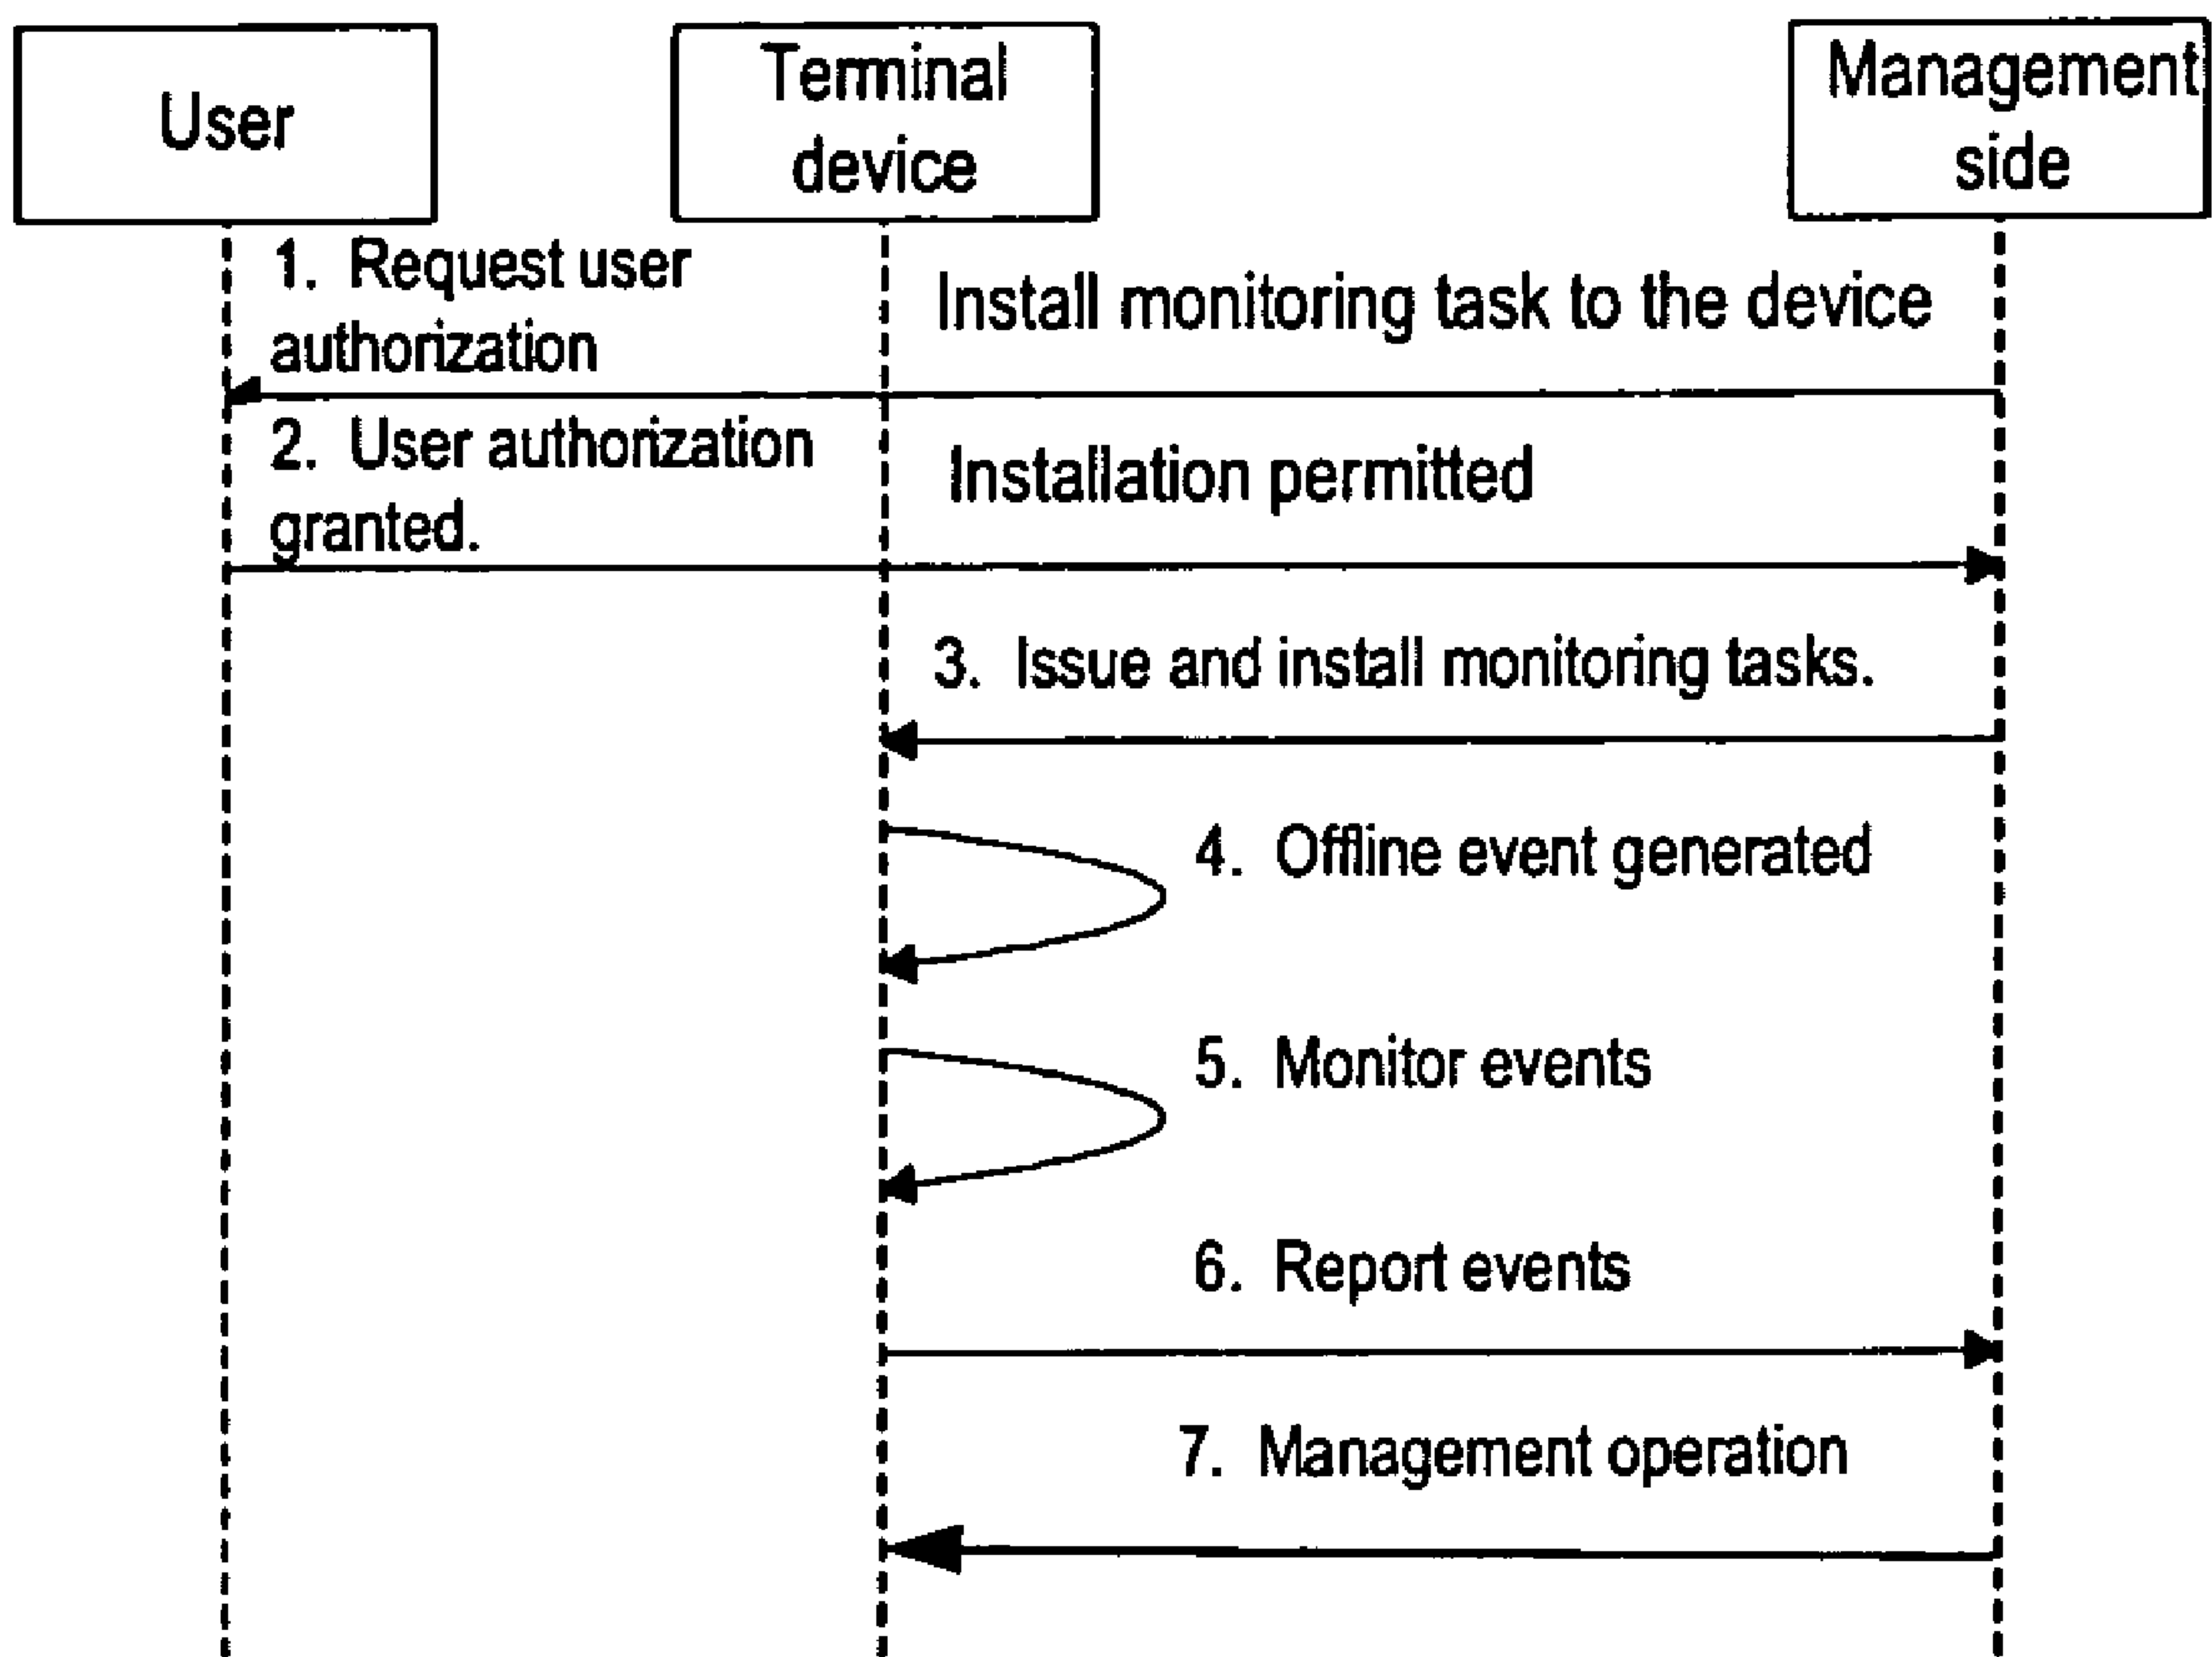 User
Terminal
device
Management
side
1. Request user
authorization
Install monitoring task to the device
2. User authorization
granted.
Installation permitted
3. Issue and install monitoring tasks.
4. Offline event generated
5. Monitor events
6. Report events
7. Management operation